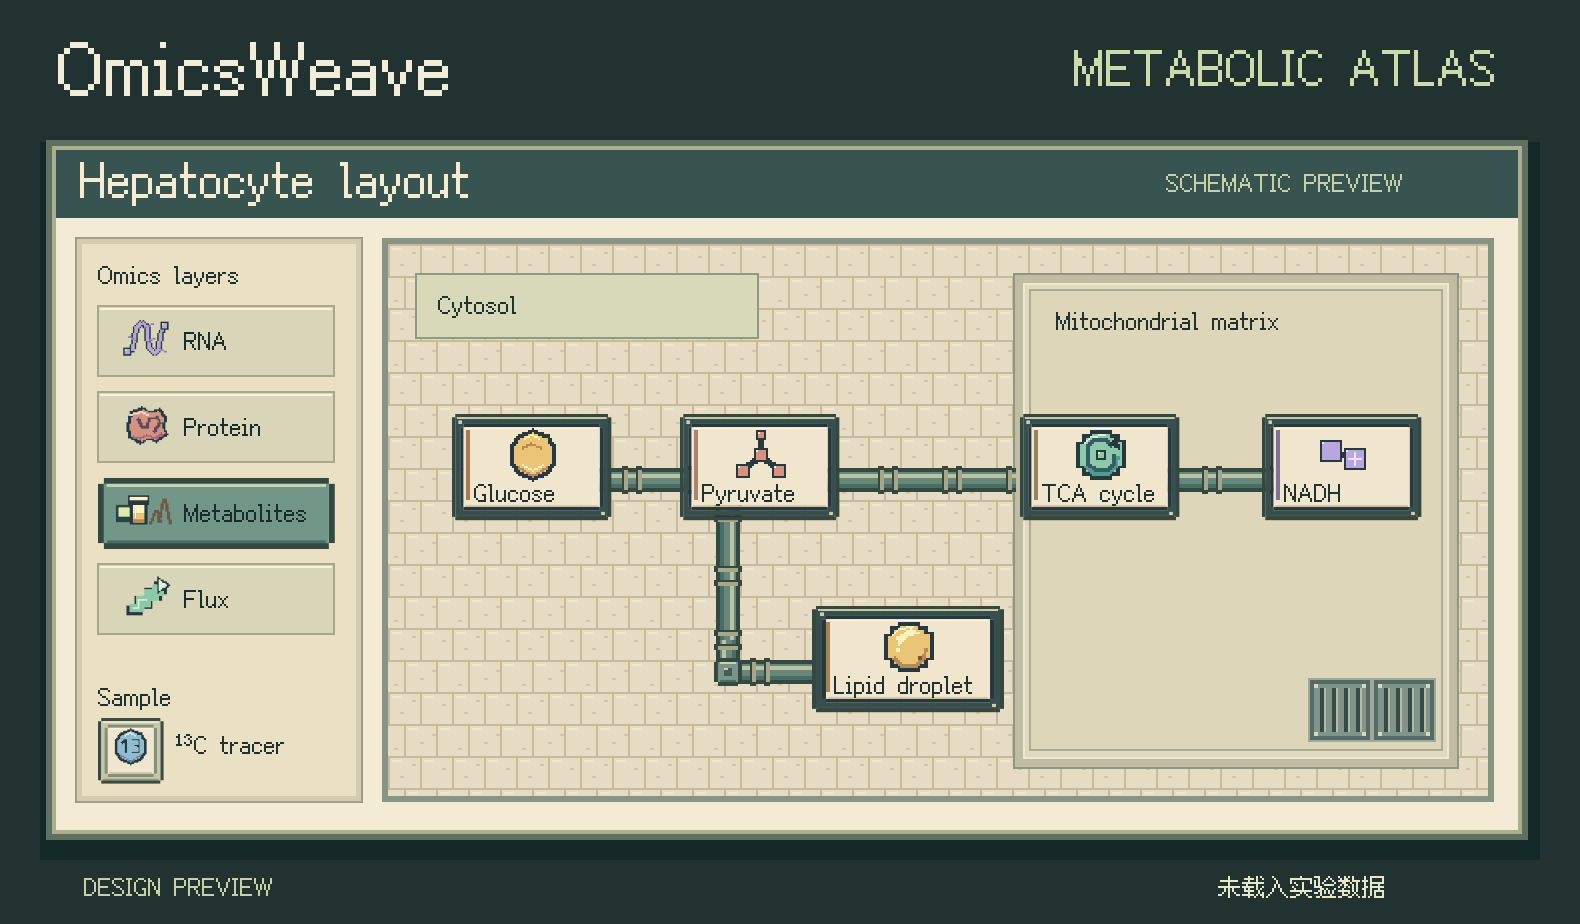 OmicsWeave
METABOLIC ATLAS
Hepatocyte layout
SCHEMATIC PREVIEW
Omics layers
RNA
Protein
Metabolites
Flux
Sample
13
¹³C tracer
Cytosol
Mitochondrial matrix
Glucose
Pyruvate
TCA cycle
NADH
Lipid droplet
DESIGN PREVIEW
未载入实验数据